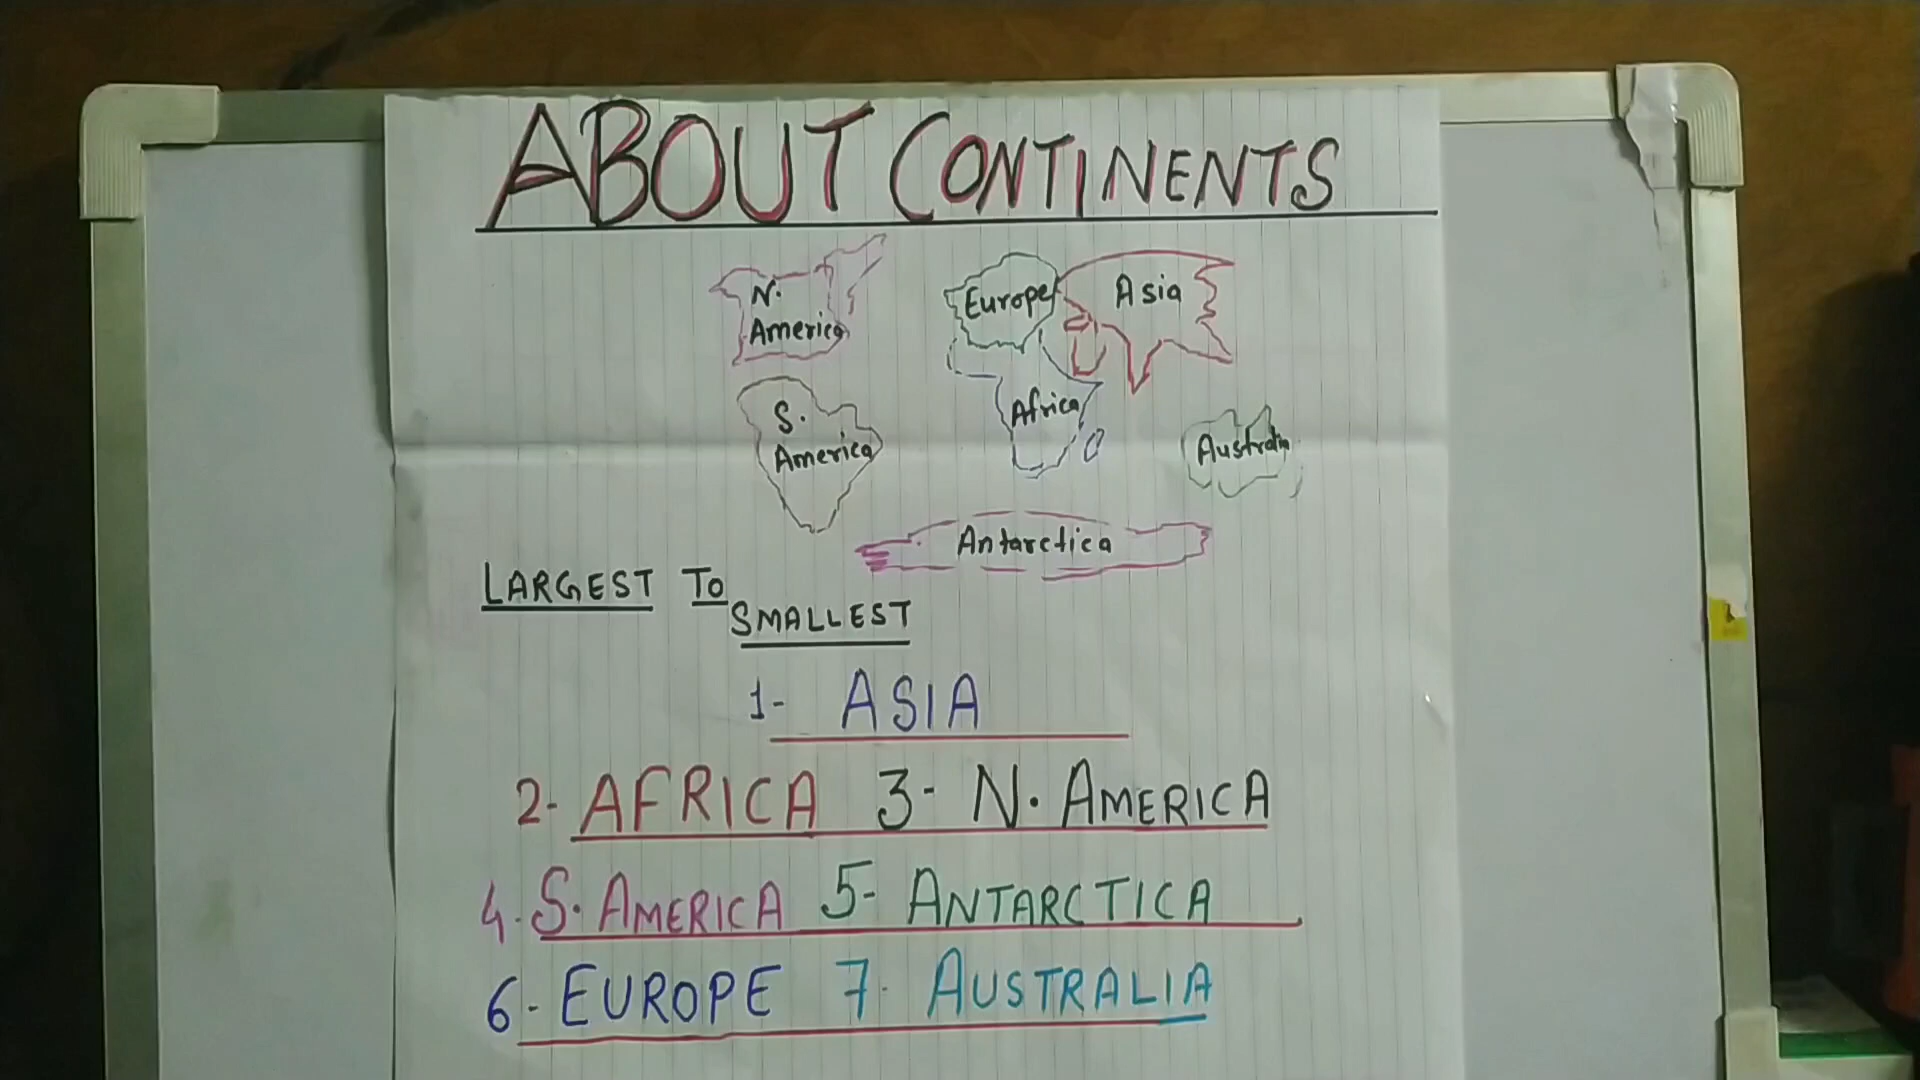 ABOUT CONTINENTS
N.
America
Europe
Asia
S.
America
Africa
Australia
Antarctica
LARGEST TO
SMALLEST
1- ASIA
2- AFRICA 3- N. AMERICA
4. S. AMERICA 5- ANTARCTICA
6- EUROPE 7. AUSTRALIA